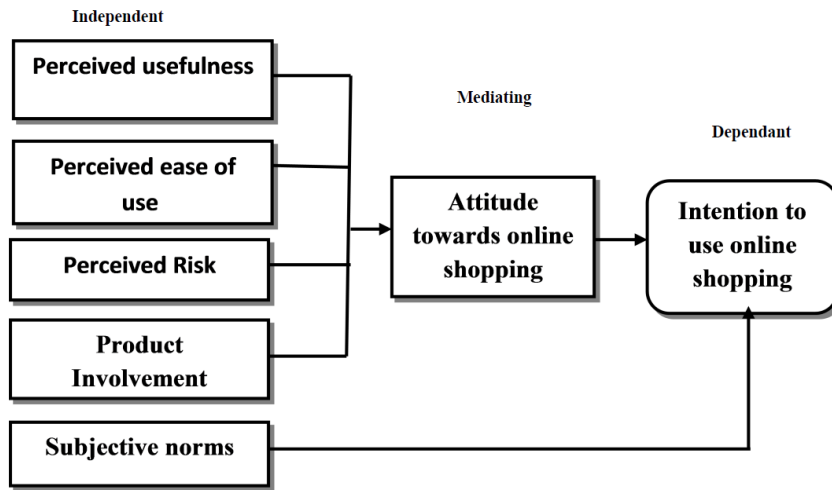 Independent
Perceived usefulness
Perceived ease of
use
Perceived Risk
Product
Involvement
Subjective norms
Mediating
Attitude
towards online
shopping
Dependant
Intention to
use online
shopping